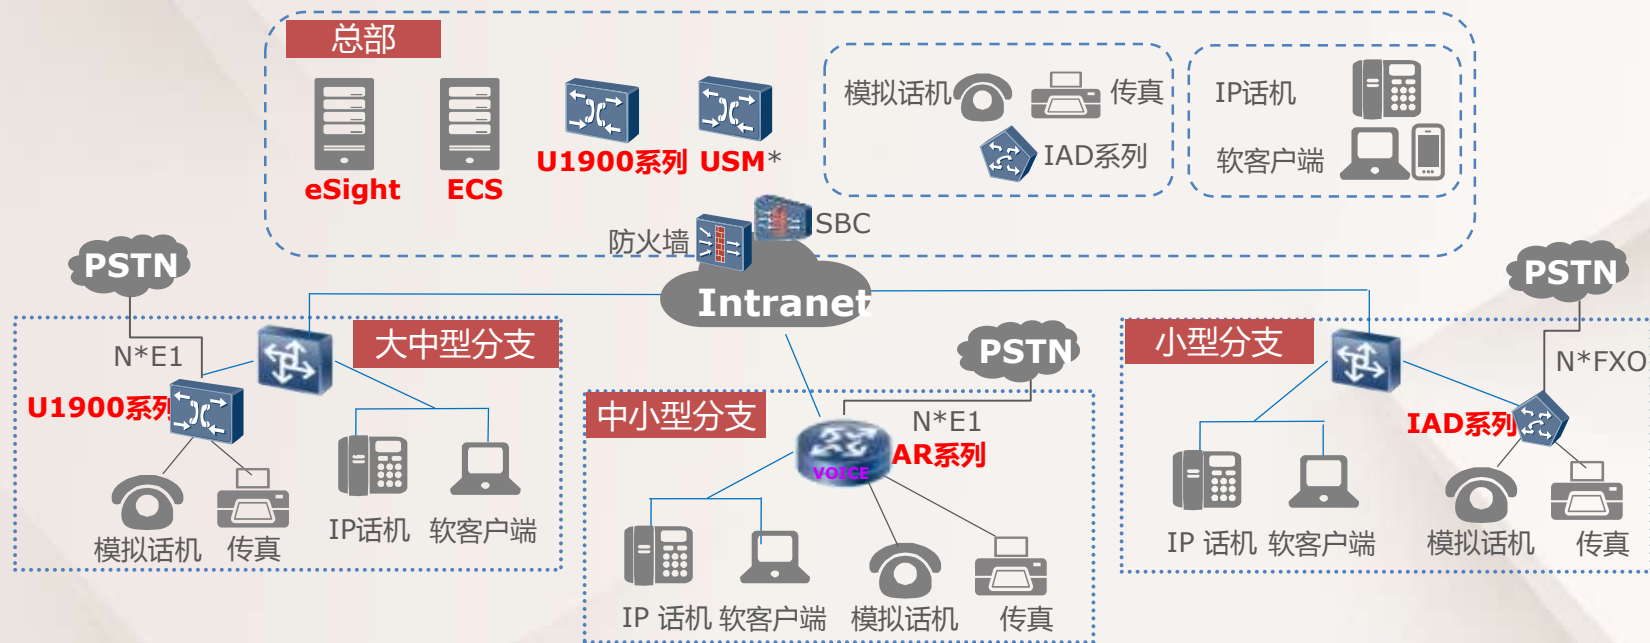 总部
eSight
ECS
U1900系列
USM*
模拟话机
传真
IAD系列
IP话机
软客户端
防火墙
SBC
Intranet
PSTN
N*E1
大中型分支
U1900系列
模拟话机
传真
IP话机
软客户端
PSTN
中小型分支
N*E1
AR系列
VOICE
IP 话机
软客户端
模拟话机
传真
PSTN
小型分支
N*FXO
IAD系列
IP 话机
软客户端
模拟话机
传真